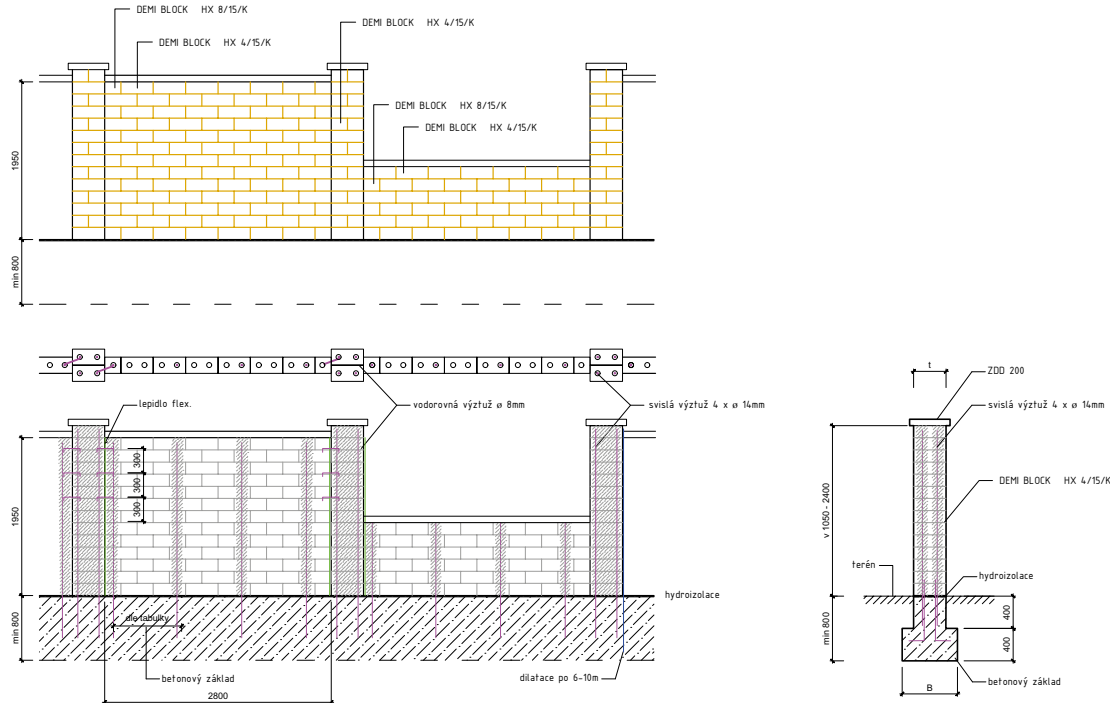 DEMI BLOCK HX 8/15/K
DEMI BLOCK HX 4/15/K
DEMI BLOCK HX 4/15/K
DEMI BLOCK HX 8/15/K
DEMI BLOCK HX 4/15/K
1950
min 800
lepidlo flex.
vodorovná výztuž ø 8mm
svislá výztuž 4 x ø 14mm
300
300
300
1950
min 800
dle tabulky
hydroizolace
betonový základ
dilatace po 6-10m
2800
t
ZDD 200
svislá výztuž 4 x ø 14mm
DEMI BLOCK HX 4/15/K
v 1050 - 2400
terén
hydroizolace
min 800
400
400
betonový základ
B